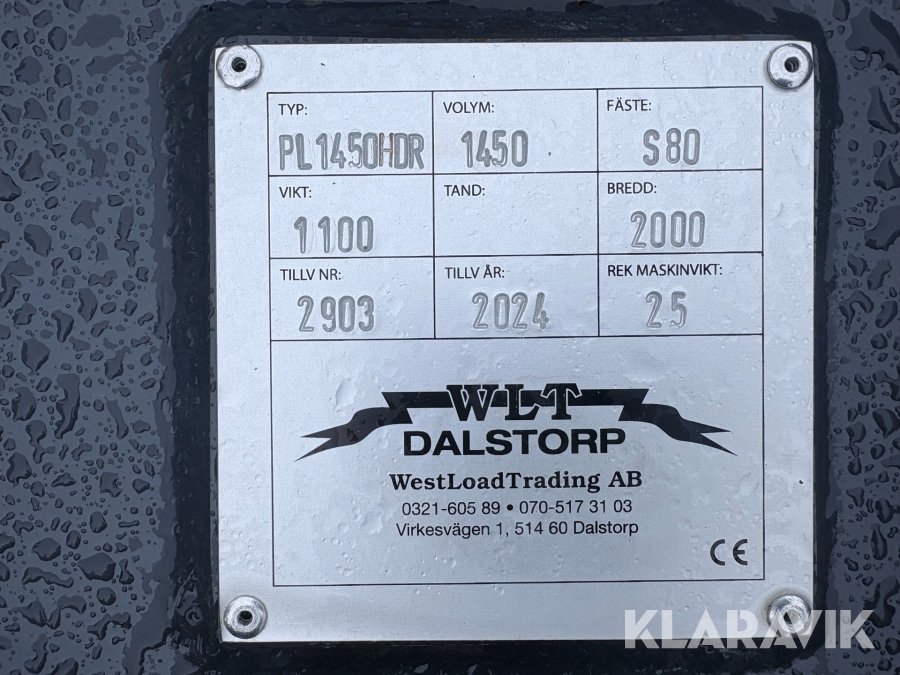 TYP: VOLYM: FÄSTE:
PL1450HDR 1450 S80
VIKT: TAND: BREDD:
1100 2000
TILLV NR: TILLV ÅR: REK MASKINVIKT:
2903 2024 25
WLT
DALSTORP
WestLoadTrading AB
0321-605 89 • 070-517 31 03
Virkesvägen 1, 514 60 Dalstorp
CE
KLARAVIK